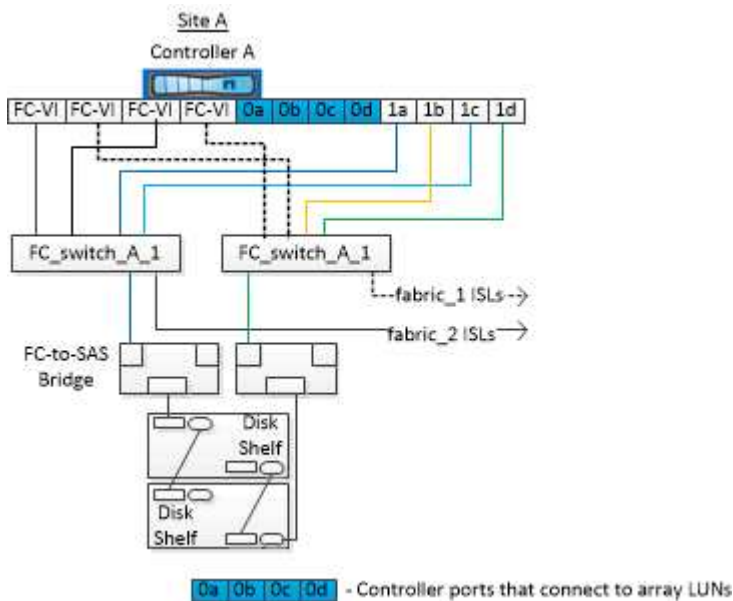 Site A
Controller A
FC-VI FC-VI FC-VI FC-VI 0a 0b 0c 0d 1a 1b 1c 1d
FC_switch_A_1 FC_switch_A_1
fabric_1 ISLs
fabric_2 ISLs
FC-to-SAS
Bridge
Disk
Shelf
Disk
Shelf
0a 0b 0c 0d - Controller ports that connect to array LUNs